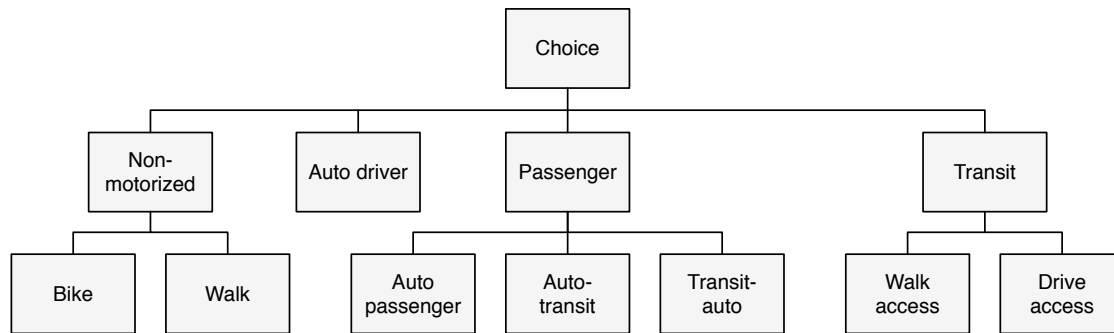 Choice
Non-
motorized
Auto driver
Passenger
Transit
Bike
Walk
Auto
passenger
Auto-
transit
Transit-
auto
Walk
access
Drive
access